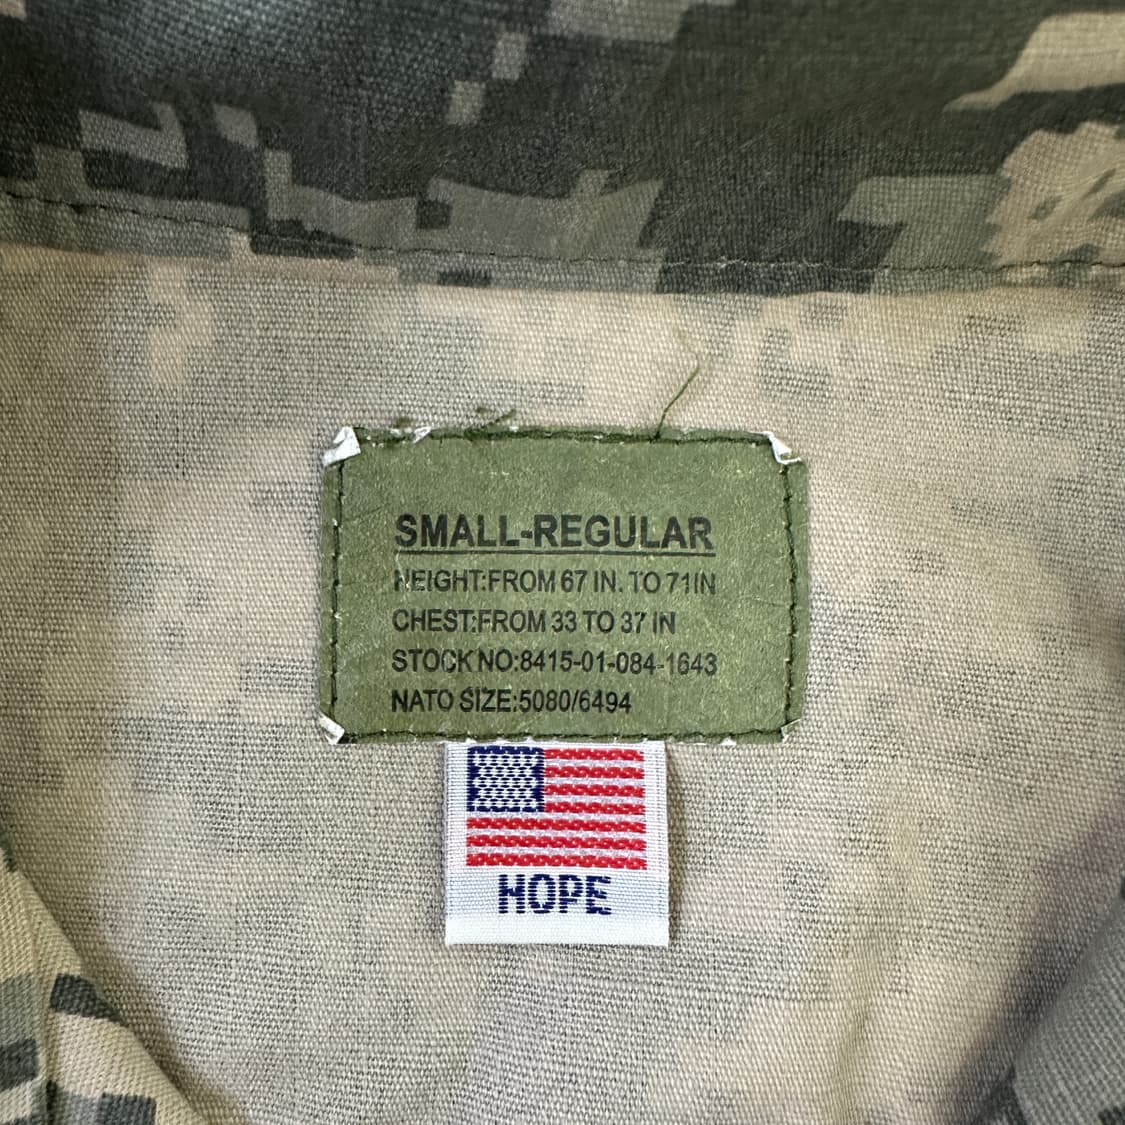 SMALL-REGULAR
HEIGHT:FROM 67 IN. TO 71IN
CHEST:FROM 33 TO 37 IN
STOCK NO:8415-01-084-1643
NATO SIZE:5080/6494
HOPE